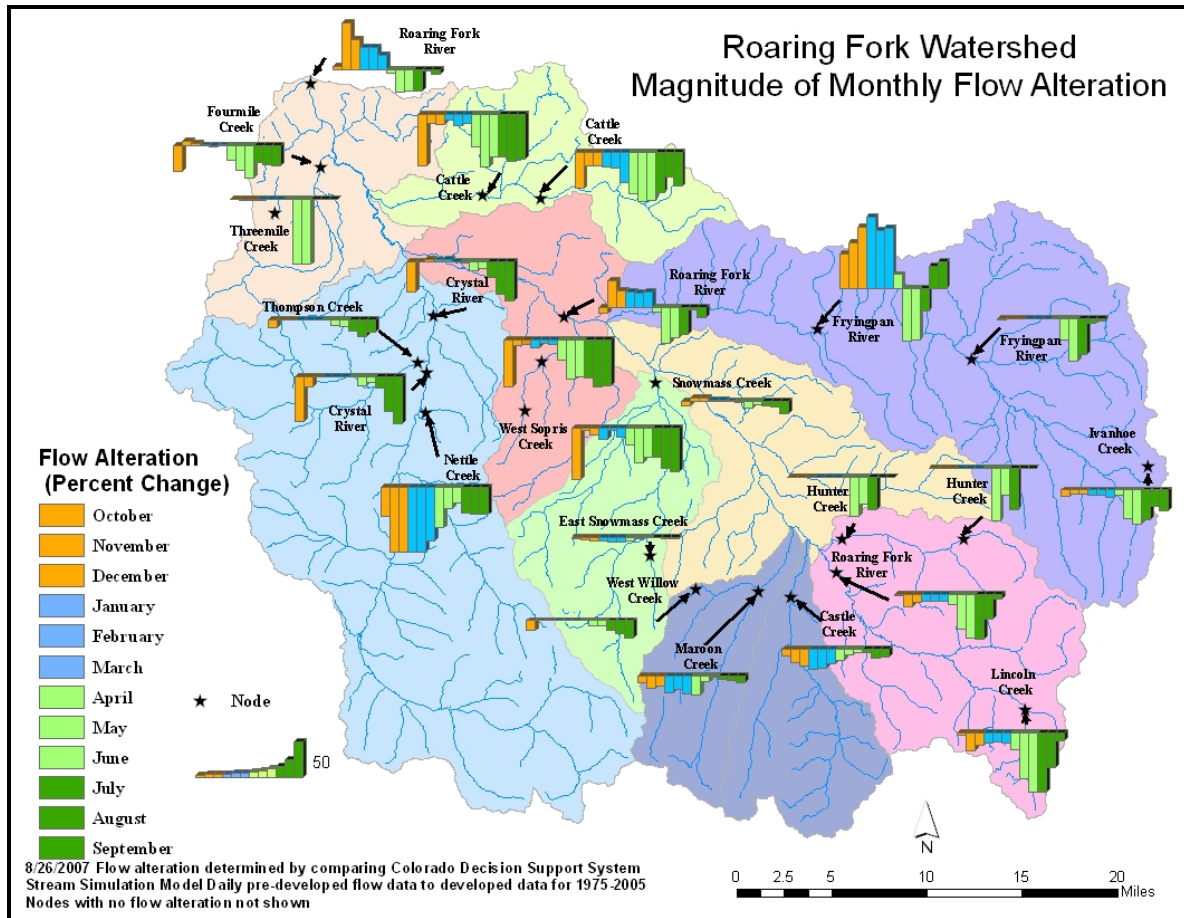 Roaring Fork Watershed
Magnitude of Monthly Flow Alteration
Roaring Fork
River
Fourmile
Creek
Cattle
Creek
Cattle
Creek
Threemile
Creek
Crystal
River
Roaring Fork
River
Thompson Creek
Fryingpan
River
Fryingpan
River
Crystal
River
Snowmass Creek
West Sopris
Creek
Ivanhoe
Creek
Nettle
Creek
Hunter
Creek
Hunter
Creek
East Snowmass Creek
Roaring Fork
River
West Willow
Creek
Castle
Creek
Maroon
Creek
Lincoln
Creek
Flow Alteration
(Percent Change)
October
November
December
January
February
March
April
May
June
July
August
September
Node
50
N
8/26/2007 Flow alteration determined by comparing Colorado Decision Support System
Stream Simulation Model Daily pre-developed flow data to developed data for 1975-2005
Nodes with no flow alteration not shown
0 2.5 5 10 15 20
Miles